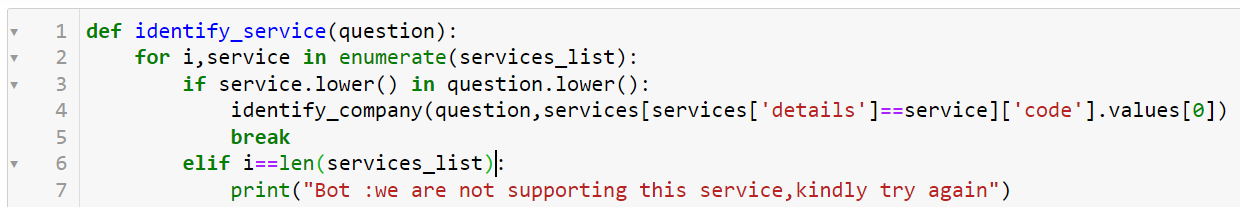 1 def identify_service(question):
2     for i,service in enumerate(services_list):
3         if service.lower() in question.lower():
4             identify_company(question,services[services['details']==service]['code'].values[0])
5             break
6         elif i==len(services_list):
7             print("Bot :we are not supporting this service,kindly try again")